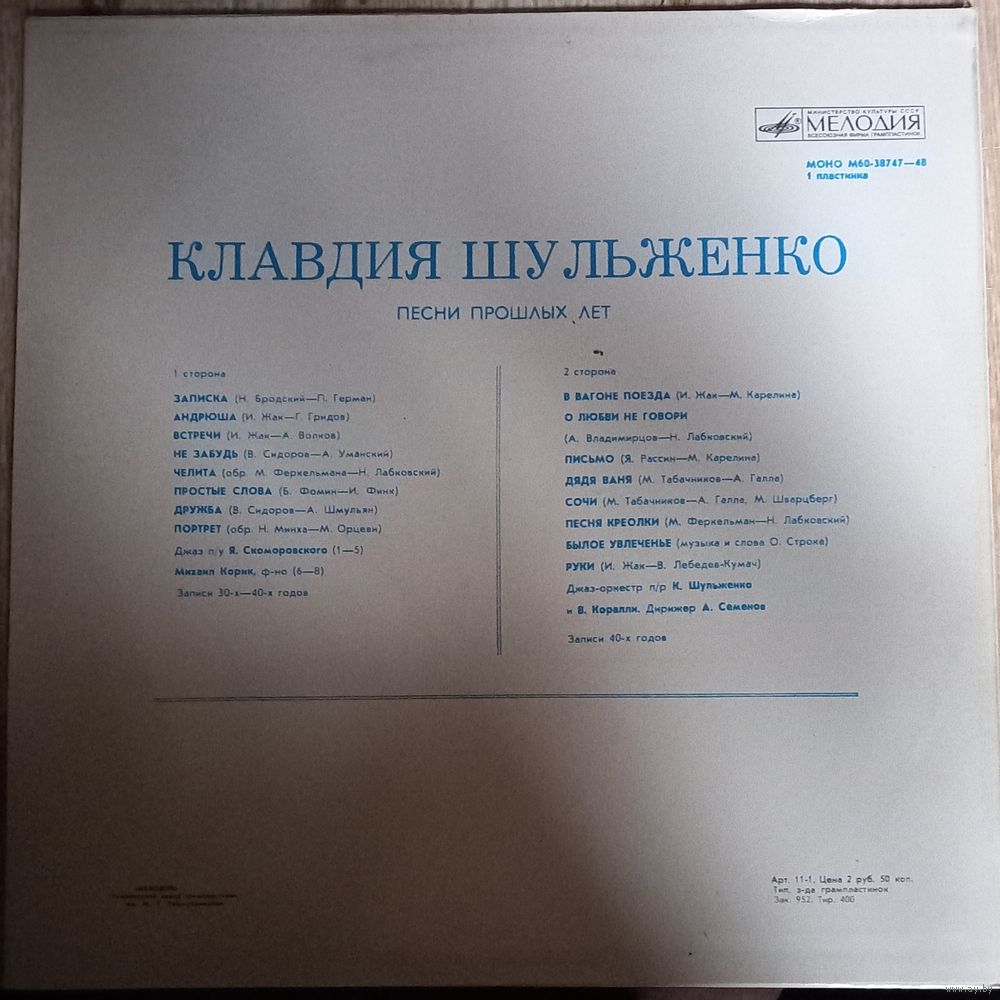 МИНИСТЕРСТВО КУЛЬТУРЫ СССР
МЕЛОДИЯ
ВСЕСОЮЗНАЯ ФИРМА ГРАМПЛАСТИНОК
МОНО М60-38747—48
1 пластинка
КЛАВДИЯ ШУЛЬЖЕНКО
ПЕСНИ ПРОШЛЫХ ЛЕТ
1 сторона
ЗАПИСКА (Н. Бродский—П. Герман)
АНДРЮША (И. Жак—Г. Гридов)
ВСТРЕЧИ (И. Жак—А. Волков)
НЕ ЗАБУДЬ (В. Сидоров—А. Уманский)
ЧЕЛИТА (обр. М. Феркельмана—Н. Лабковский)
ПРОСТЫЕ СЛОВА (Б. Фомин—И. Финк)
ДРУЖБА (В. Сидоров—А. Шмульян)
ПОРТРЕТ (обр. Н. Минха—М. Орцеви)
Джаз п/у Я. Скоморовского (1—5)
Михаил Корик, ф-но (6—8)
Записи 30-х—40-х годов
2 сторона
В ВАГОНЕ ПОЕЗДА (И. Жак—М. Карелина)
О ЛЮБВИ НЕ ГОВОРИ
(А. Владимирцов—Н. Лабковский)
ПИСЬМО (Я. Рассин—М. Карелина)
ДЯДЯ ВАНЯ (М. Табачников—А. Галла)
СОЧИ (М. Табачников—А. Галла, М. Шварцберг)
ПЕСНЯ КРЕОЛКИ (М. Феркельман—Н. Лабковский)
БЫЛОЕ УВЛЕЧЕНЬЕ (музыка и слова О. Строка)
РУКИ (И. Жак—В. Лебедев-Кумач)
Джаз-оркестр п/р К. Шульженко
и В. Коралли. Дирижер А. Семенов
Записи 40-х годов
«МЕЛОДИЯ»
Арт. 11-1. Цена 2 руб. 50 коп.
Тип. з-да грампластинок
Зак. 952. Тир. 400
www.ay.by